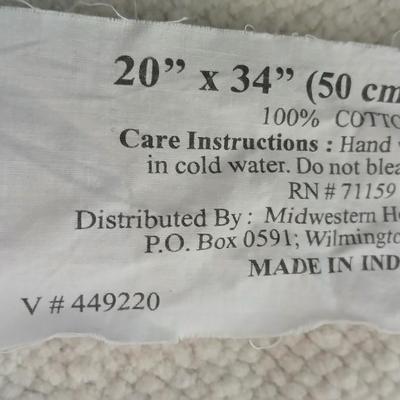 20” x 34” (50 cm
100% COTTO
Care Instructions : Hand
in cold water. Do not blea
RN # 71159
Distributed By : Midwestern Ho
P.O. Box 0591; Wilmingto
MADE IN IND
V # 449220